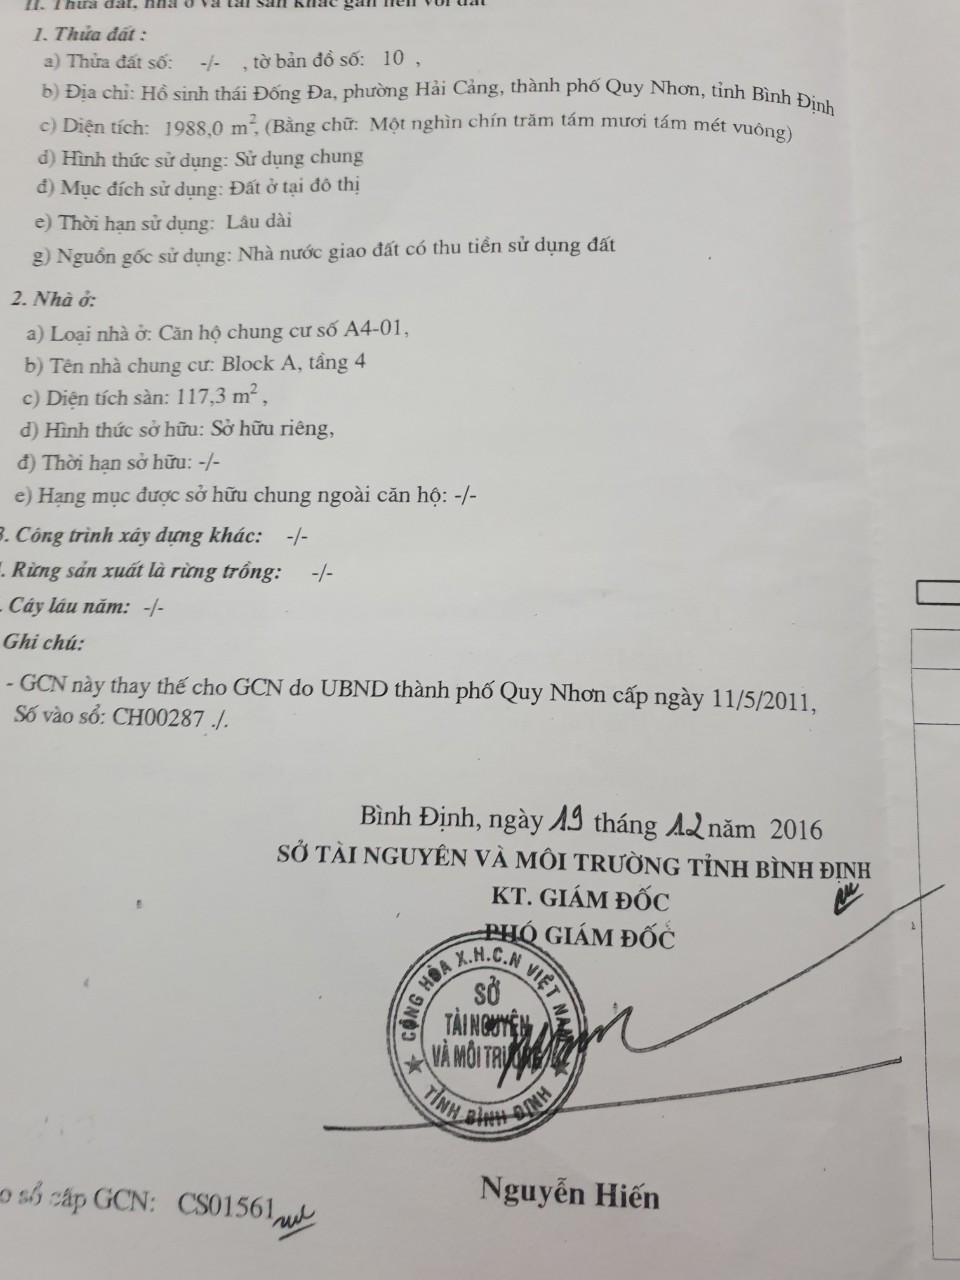 II. Thửa đất, nhà ở và tài sản khác gắn liền với đất
1. Thửa đất :
a) Thửa đất số: -/- , tờ bản đồ số: 10 ,
b) Địa chỉ: Hồ sinh thái Đống Đa, phường Hải Cảng, thành phố Quy Nhơn, tỉnh Bình Định
c) Diện tích: 1988,0 m², (Bằng chữ: Một nghìn chín trăm tám mươi tám mét vuông)
d) Hình thức sử dụng: Sử dụng chung
đ) Mục đích sử dụng: Đất ở tại đô thị
e) Thời hạn sử dụng: Lâu dài
g) Nguồn gốc sử dụng: Nhà nước giao đất có thu tiền sử dụng đất
2. Nhà ở:
a) Loại nhà ở: Căn hộ chung cư số A4-01,
b) Tên nhà chung cư: Block A, tầng 4
c) Diện tích sàn: 117,3 m² ,
d) Hình thức sở hữu: Sở hữu riêng,
đ) Thời hạn sở hữu: -/-
e) Hạng mục được sở hữu chung ngoài căn hộ: -/-
3. Công trình xây dựng khác: -/-
. Rừng sản xuất là rừng trồng: -/-
. Cây lâu năm: -/-
Ghi chú:
- GCN này thay thế cho GCN do UBND thành phố Quy Nhơn cấp ngày 11/5/2011,
Số vào sổ: CH00287 ./.
Bình Định, ngày 19 tháng 12 năm 2016
SỞ TÀI NGUYÊN VÀ MÔI TRƯỜNG TỈNH BÌNH ĐỊNH
KT. GIÁM ĐỐC
PHÓ GIÁM ĐỐC
CỘNG HÒA X.H.C.N VIỆT NAM
SỞ
TÀI NGUYÊN
VÀ MÔI TRƯỜNG
TỈNH BÌNH ĐỊNH
Nguyễn Hiến
o sổ cấp GCN: CS01561